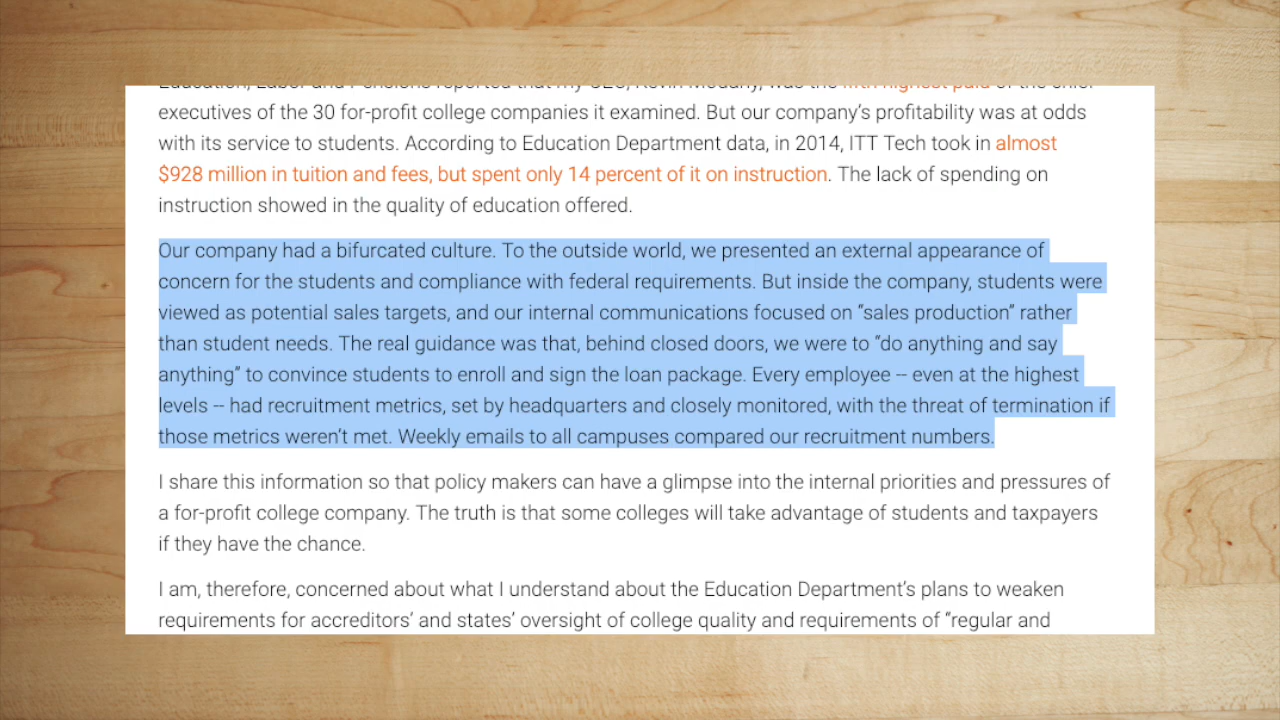 executives of the 30 for-profit college companies it examined. But our company's profitability was at odds
with its service to students. According to Education Department data, in 2014, ITT Tech took in almost
$928 million in tuition and fees, but spent only 14 percent of it on instruction. The lack of spending on
instruction showed in the quality of education offered.
Our company had a bifurcated culture. To the outside world, we presented an external appearance of
concern for the students and compliance with federal requirements. But inside the company, students were
viewed as potential sales targets, and our internal communications focused on “sales production” rather
than student needs. The real guidance was that, behind closed doors, we were to “do anything and say
anything” to convince students to enroll and sign the loan package. Every employee -- even at the highest
levels -- had recruitment metrics, set by headquarters and closely monitored, with the threat of termination if
those metrics weren't met. Weekly emails to all campuses compared our recruitment numbers.
I share this information so that policy makers can have a glimpse into the internal priorities and pressures of
a for-profit college company. The truth is that some colleges will take advantage of students and taxpayers
if they have the chance.
I am, therefore, concerned about what I understand about the Education Department's plans to weaken
requirements for accreditors' and states' oversight of college quality and requirements of “regular and